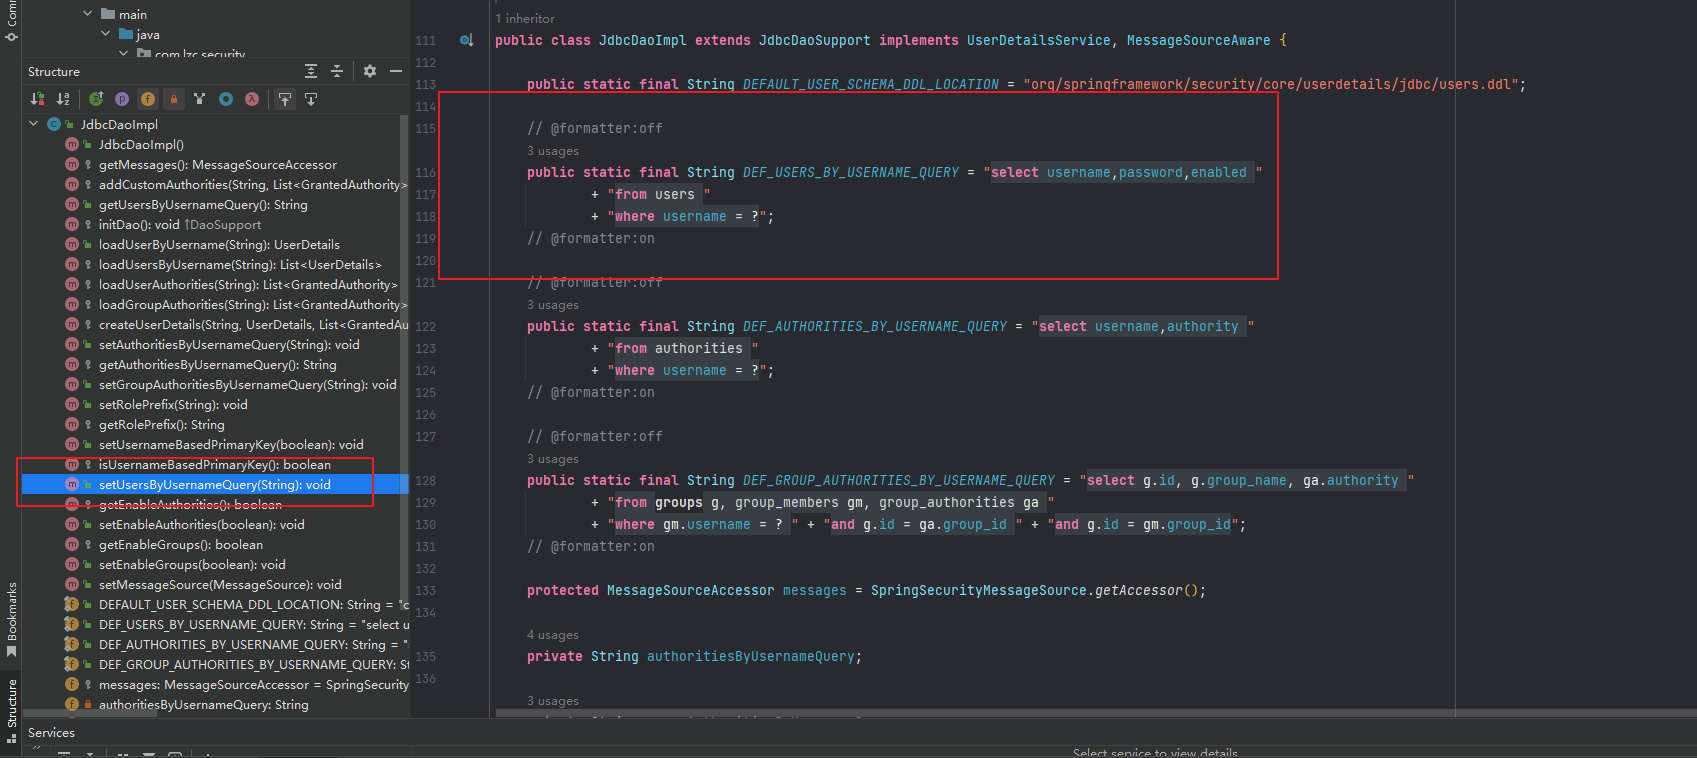 Comm
main
java
com.lzc.security
Structure
JdbcDaoImpl
JdbcDaoImpl()
getMessages(): MessageSourceAccessor
addCustomAuthorities(String, List<GrantedAuthority>
getUsersByUsernameQuery(): String
initDao(): void ↑DaoSupport
loadUserByUsername(String): UserDetails
loadUsersByUsername(String): List<UserDetails>
loadUserAuthorities(String): List<GrantedAuthority>
loadGroupAuthorities(String): List<GrantedAuthority>
createUserDetails(String, UserDetails, List<GrantedAu
setAuthoritiesByUsernameQuery(String): void
getAuthoritiesByUsernameQuery(): String
setGroupAuthoritiesByUsernameQuery(String): void
setRolePrefix(String): void
getRolePrefix(): String
setUsernameBasedPrimaryKey(boolean): void
isUsernameBasedPrimaryKey(): boolean
setUsersByUsernameQuery(String): void
getEnableAuthorities(): boolean
setEnableAuthorities(boolean): void
getEnableGroups(): boolean
setEnableGroups(boolean): void
setMessageSource(MessageSource): void
DEFAULT_USER_SCHEMA_DDL_LOCATION: String = "o
DEF_USERS_BY_USERNAME_QUERY: String = "select u
DEF_AUTHORITIES_BY_USERNAME_QUERY: String = "
DEF_GROUP_AUTHORITIES_BY_USERNAME_QUERY: St
messages: MessageSourceAccessor = SpringSecurity
authoritiesByUsernameQuery: String
Bookmarks
Structure
1 inheritor
111 public class JdbcDaoImpl extends JdbcDaoSupport implements UserDetailsService, MessageSourceAware {
112
113 public static final String DEFAULT_USER_SCHEMA_DDL_LOCATION = "org/springframework/security/core/userdetails/jdbc/users.ddl";
114
115 // @formatter:off
3 usages
116 public static final String DEF_USERS_BY_USERNAME_QUERY = "select username,password,enabled "
117 + "from users "
118 + "where username = ?";
119 // @formatter:on
120
121 // @formatter:off
3 usages
122 public static final String DEF_AUTHORITIES_BY_USERNAME_QUERY = "select username,authority "
123 + "from authorities "
124 + "where username = ?";
125 // @formatter:on
126
127 // @formatter:off
3 usages
128 public static final String DEF_GROUP_AUTHORITIES_BY_USERNAME_QUERY = "select g.id, g.group_name, ga.authority "
129 + "from groups g, group_members gm, group_authorities ga "
130 + "where gm.username = ? " + "and g.id = ga.group_id " + "and g.id = gm.group_id";
131 // @formatter:on
132
133 protected MessageSourceAccessor messages = SpringSecurityMessageSource.getAccessor();
134
4 usages
135 private String authoritiesByUsernameQuery;
136
3 usages
Services
Select service to view details